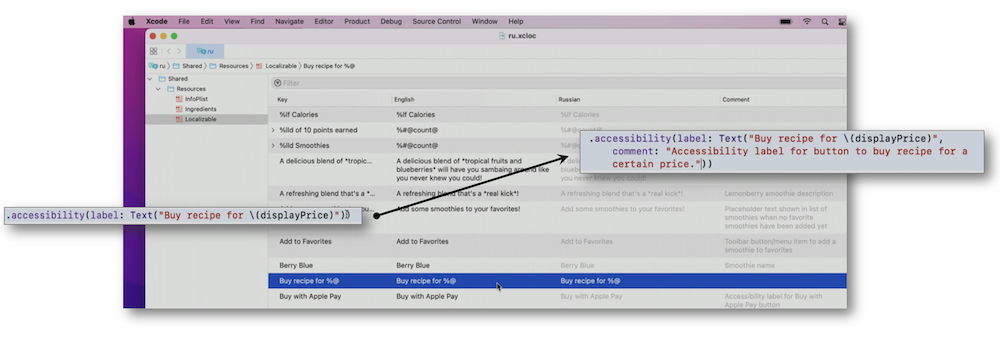 Xcode File Edit View Find Navigate Editor Product Debug Source Control Window Help
ru.xcloc
ru
ru Shared Resources Localizable Buy recipe for %@
Shared
Resources
InfoPlist
Ingredients
Localizable
Filter
Key English Russian Comment
%lf Calories %lf Calories %lf Calories
%lld of 10 points earned %#@count@ %#@count@
%lld Smoothies %#@count@ %#@
A delicious blend of *tropic... A delicious blend of *tropical fruits and
blueberries* will have you sambaing around like
you never knew you could! you never knew you could!
A refreshing blend that's a *... A refreshing blend that's a *real kick*! A refreshing blend that's a *real kick*! Lemonberry smoothie description
Add some smoothies to your favorites! Add some smoothies to your favorites! Placeholder text shown in list of
smoothies when no favorite
smoothies have been added yet
Add to Favorites Add to Favorites Add to Favorites Toolbar button/menu item to add a
smoothie to favorites
Berry Blue Berry Blue Berry Blue Smoothie name
Buy recipe for %@ Buy recipe for %@ Buy recipe for %@
Buy with Apple Pay Buy with Apple Pay Buy with Apple Pay Accessibility label for Buy with
Apple Pay button
.accessibility(label: Text("Buy recipe for \(displayPrice)"))
.accessibility(label: Text("Buy recipe for \(displayPrice)",
comment: "Accessibility label for button to buy recipe for a
certain price."))